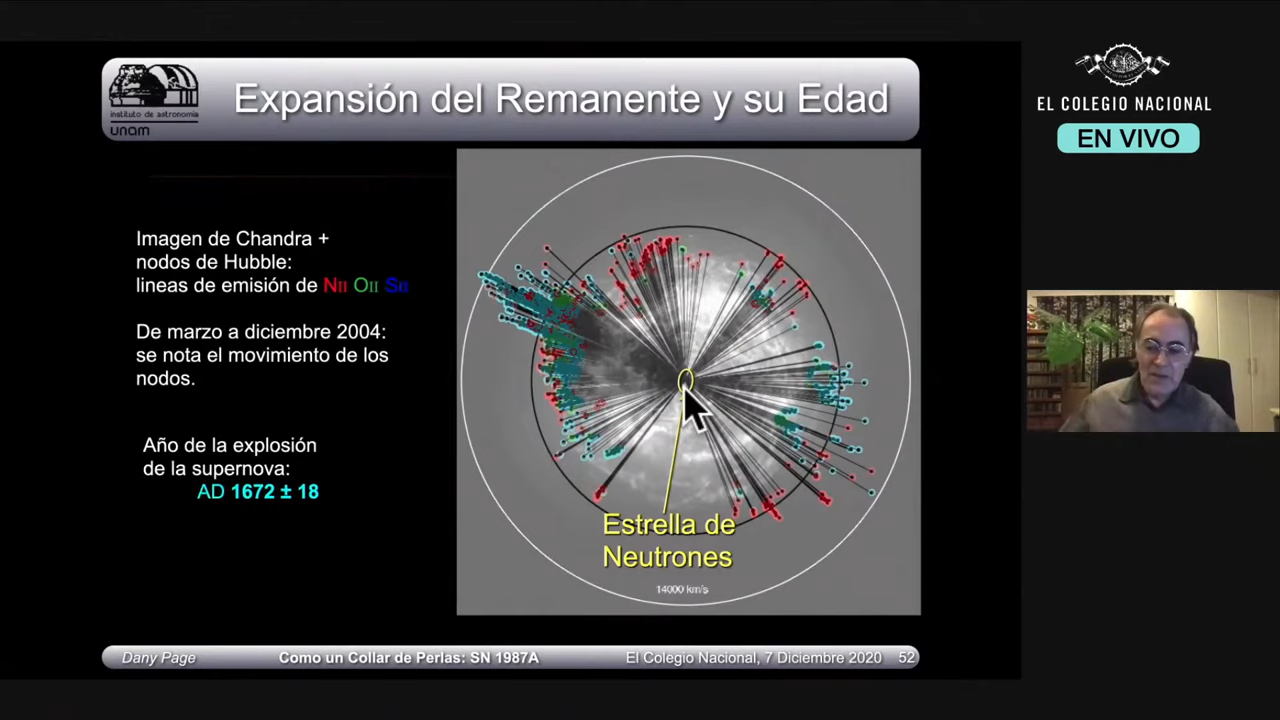 instituto de astronomía
unam
Expansión del Remanente y su Edad
EL COLEGIO NACIONAL
EN VIVO
Imagen de Chandra +
nodos de Hubble:
lineas de emisión de NII OII SII
De marzo a diciembre 2004:
se nota el movimiento de los
nodos.
Año de la explosión
de la supernova:
AD 1672 ± 18
Estrella de
Neutrones
14000 km/s
Dany Page
Como un Collar de Perlas: SN 1987A
El Colegio Nacional, 7 Diciembre 2020
52